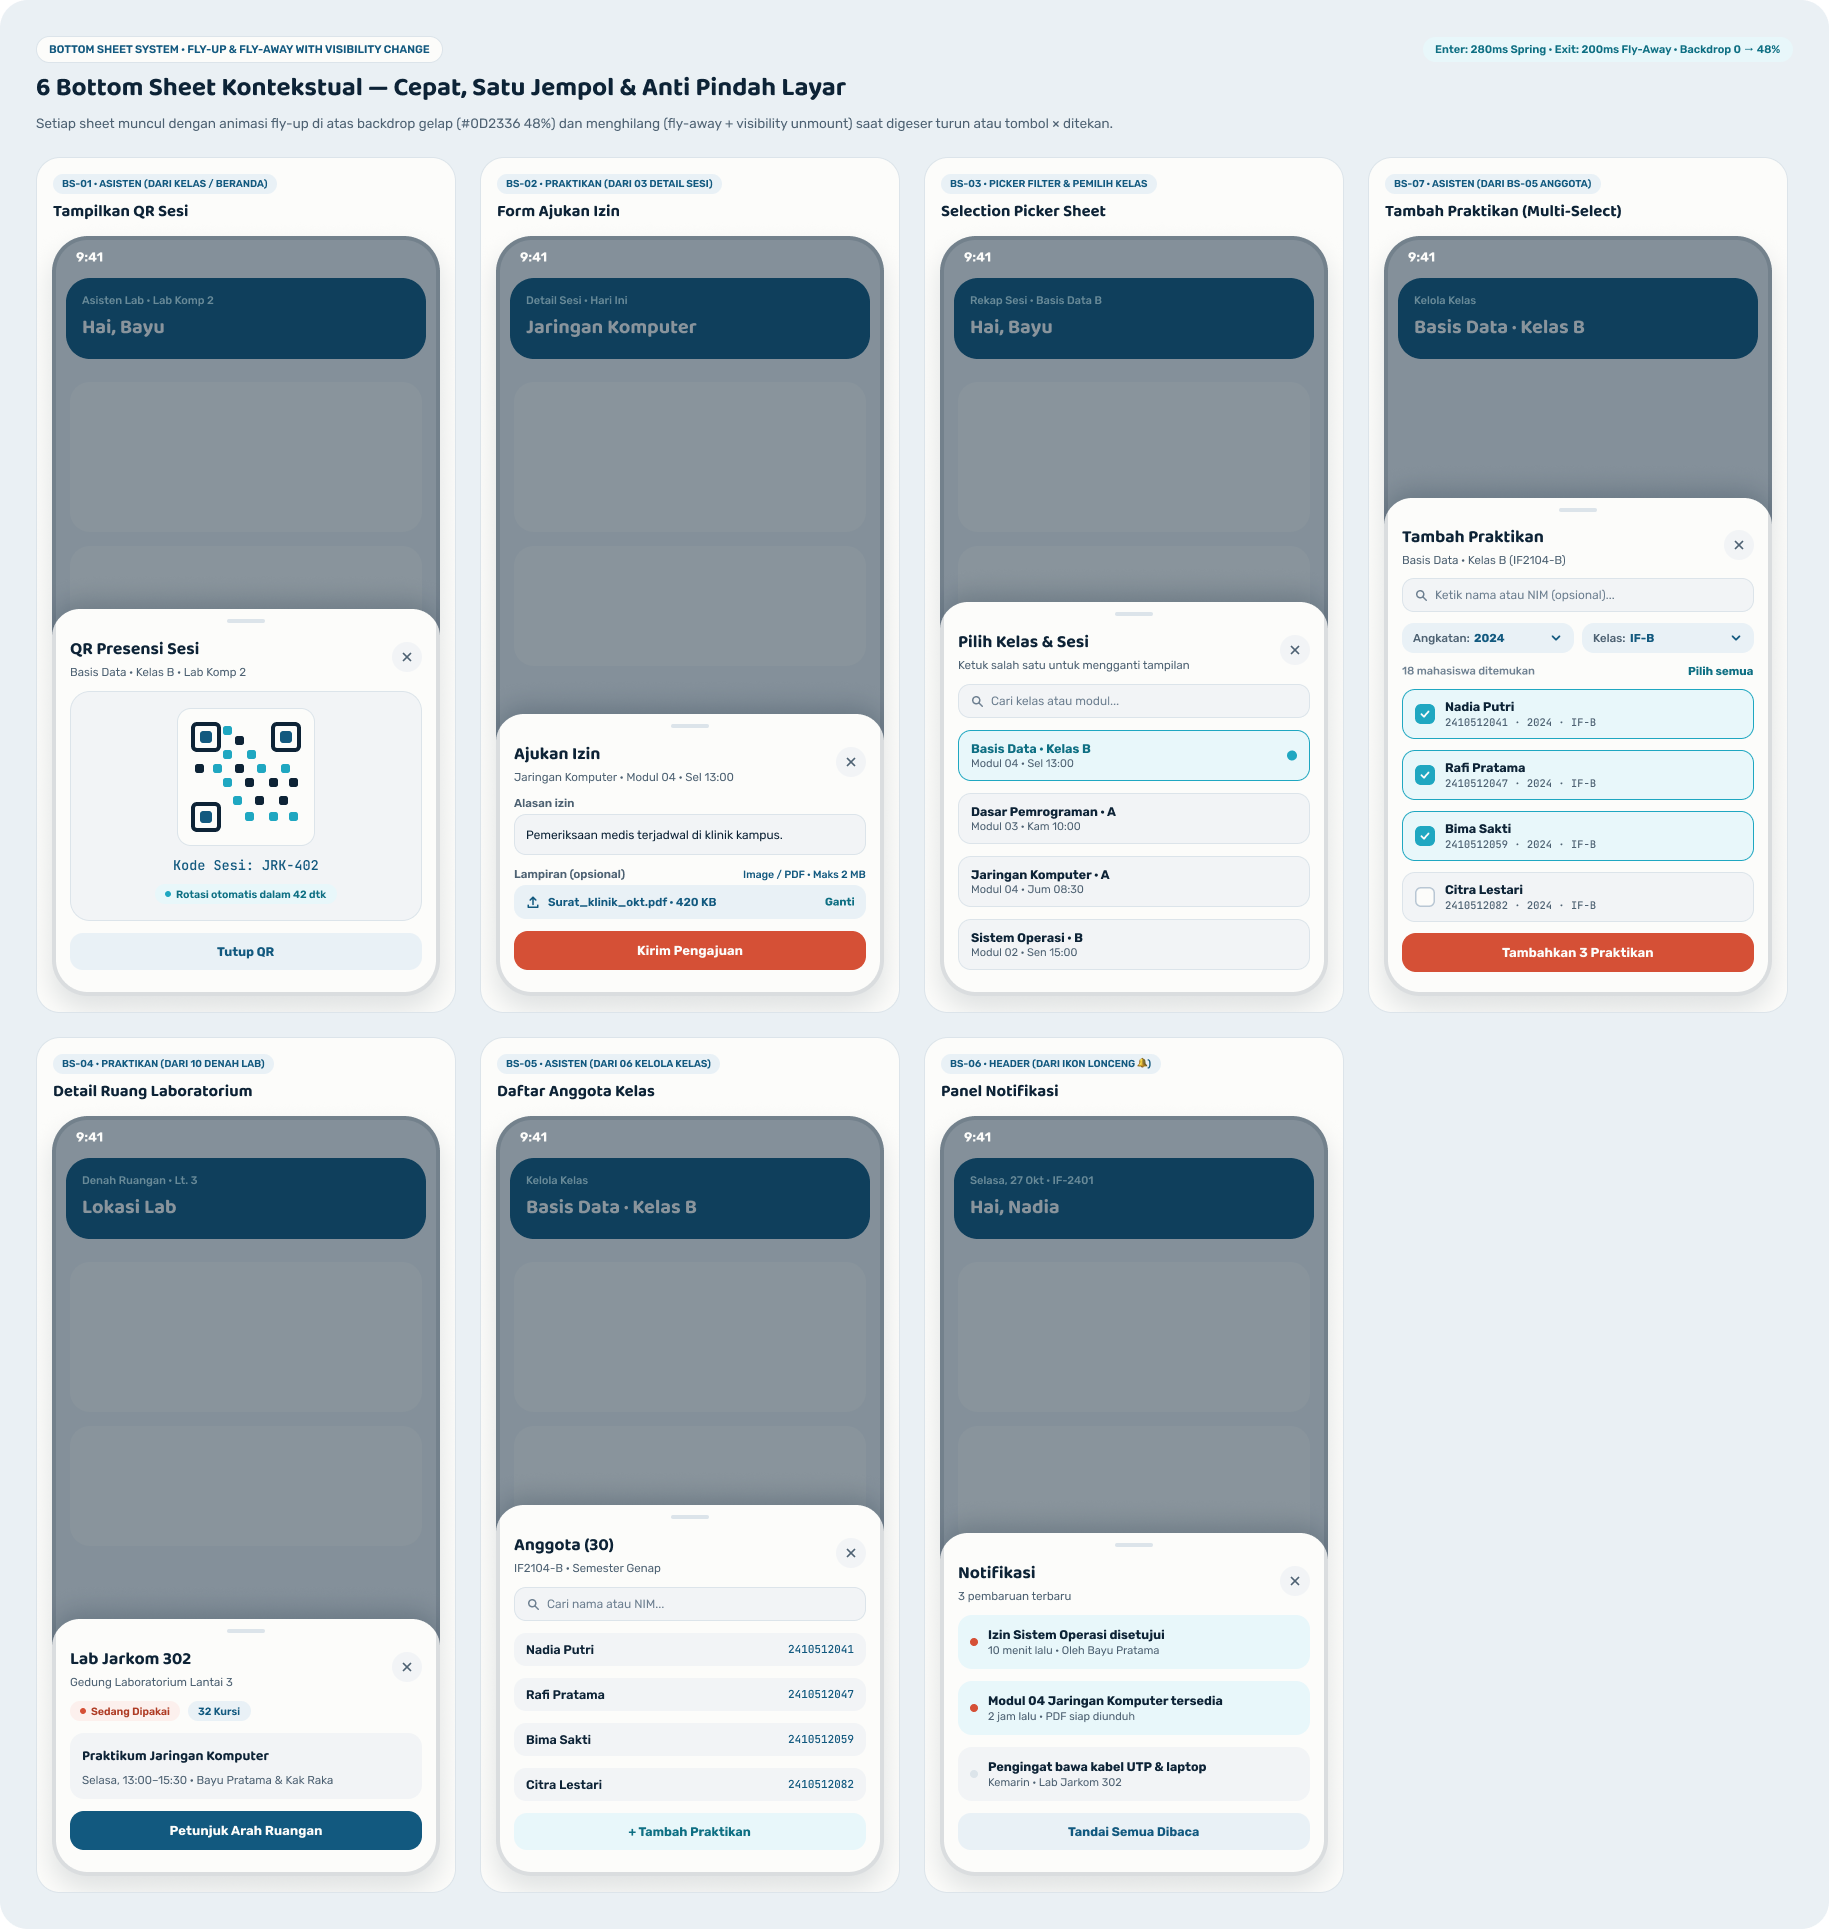 BOTTOM SHEET SYSTEM • FLY-UP & FLY-AWAY WITH VISIBILITY CHANGE
Enter: 280ms Spring • Exit: 200ms Fly-Away • Backdrop 0 → 48%
6 Bottom Sheet Kontekstual — Cepat, Satu Jempol & Anti Pindah Layar
Setiap sheet muncul dengan animasi fly-up di atas backdrop gelap (#0D2336 48%) dan menghilang (fly-away + visibility unmount) saat digeser turun atau tombol × ditekan.
BS-01 • ASISTEN (DARI KELAS / BERANDA)
Tampilkan QR Sesi
9:41
Asisten Lab • Lab Komp 2
Hai, Bayu
QR Presensi Sesi
Basis Data • Kelas B • Lab Komp 2
Kode Sesi: JRK-402
Rotasi otomatis dalam 42 dtk
Tutup QR
BS-02 • PRAKTIKAN (DARI 03 DETAIL SESI)
Form Ajukan Izin
9:41
Detail Sesi • Hari Ini
Jaringan Komputer
Ajukan Izin
Jaringan Komputer • Modul 04 • Sel 13:00
Alasan izin
Pemeriksaan medis terjadwal di klinik kampus.
Lampiran (opsional)
Image / PDF • Maks 2 MB
Surat_klinik_okt.pdf • 420 KB
Ganti
Kirim Pengajuan
BS-03 • PICKER FILTER & PEMILIH KELAS
Selection Picker Sheet
9:41
Rekap Sesi • Basis Data B
Hai, Bayu
Pilih Kelas & Sesi
Ketuk salah satu untuk mengganti tampilan
Cari kelas atau modul...
Basis Data • Kelas B
Modul 04 • Sel 13:00
Dasar Pemrograman • A
Modul 03 • Kam 10:00
Jaringan Komputer • A
Modul 04 • Jum 08:30
Sistem Operasi • B
Modul 02 • Sen 15:00
BS-07 • ASISTEN (DARI BS-05 ANGGOTA)
Tambah Praktikan (Multi-Select)
9:41
Kelola Kelas
Basis Data • Kelas B
Tambah Praktikan
Basis Data • Kelas B (IF2104-B)
Ketik nama atau NIM (opsional)...
Angkatan: 2024
Kelas: IF-B
18 mahasiswa ditemukan
Pilih semua
Nadia Putri
2410512041 · 2024 · IF-B
Rafi Pratama
2410512047 · 2024 · IF-B
Bima Sakti
2410512059 · 2024 · IF-B
Citra Lestari
2410512082 · 2024 · IF-B
Tambahkan 3 Praktikan
BS-04 • PRAKTIKAN (DARI 10 DENAH LAB)
Detail Ruang Laboratorium
9:41
Denah Ruangan • Lt. 3
Lokasi Lab
Lab Jarkom 302
Gedung Laboratorium Lantai 3
Sedang Dipakai
32 Kursi
Praktikum Jaringan Komputer
Selasa, 13:00–15:30 • Bayu Pratama & Kak Raka
Petunjuk Arah Ruangan
BS-05 • ASISTEN (DARI 06 KELOLA KELAS)
Daftar Anggota Kelas
9:41
Kelola Kelas
Basis Data • Kelas B
Anggota (30)
IF2104-B • Semester Genap
Cari nama atau NIM...
Nadia Putri
2410512041
Rafi Pratama
2410512047
Bima Sakti
2410512059
Citra Lestari
2410512082
+ Tambah Praktikan
BS-06 • HEADER (DARI IKON LONCENG 🔔)
Panel Notifikasi
9:41
Selasa, 27 Okt • IF-2401
Hai, Nadia
Notifikasi
3 pembaruan terbaru
Izin Sistem Operasi disetujui
10 menit lalu • Oleh Bayu Pratama
Modul 04 Jaringan Komputer tersedia
2 jam lalu • PDF siap diunduh
Pengingat bawa kabel UTP & laptop
Kemarin • Lab Jarkom 302
Tandai Semua Dibaca